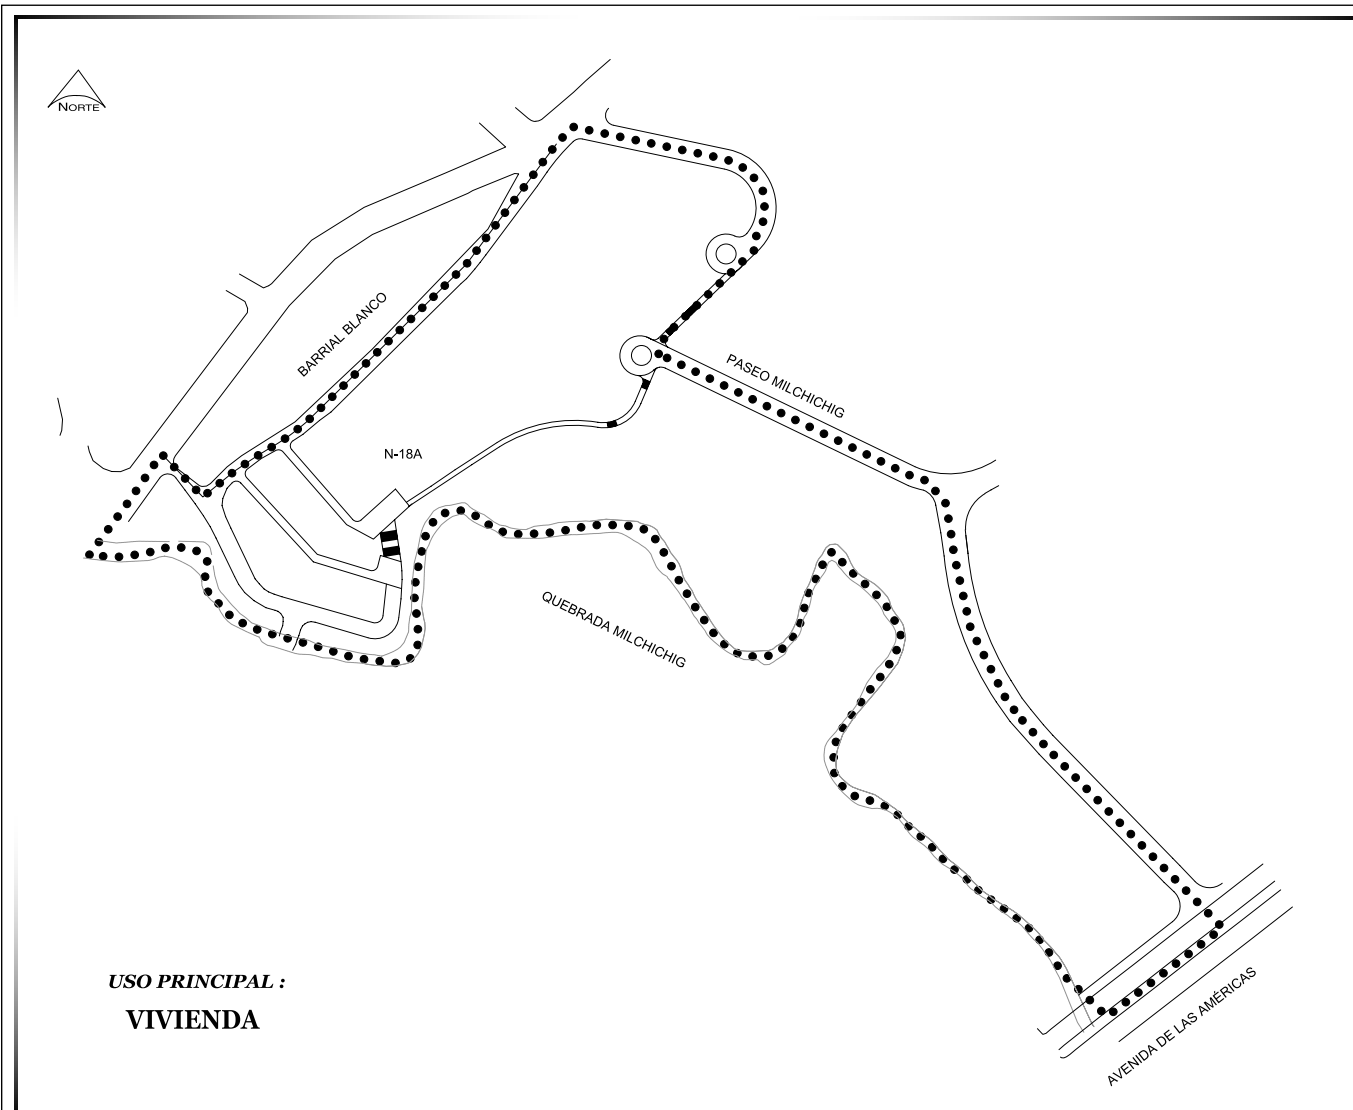 NORTE
BARRIAL BLANCO
PASEO MILCHICHIG
N-18A
QUEBRADA MILCHICHIG
USO PRINCIPAL :
VIVIENDA
AVENIDA DE LAS AMÉRICAS